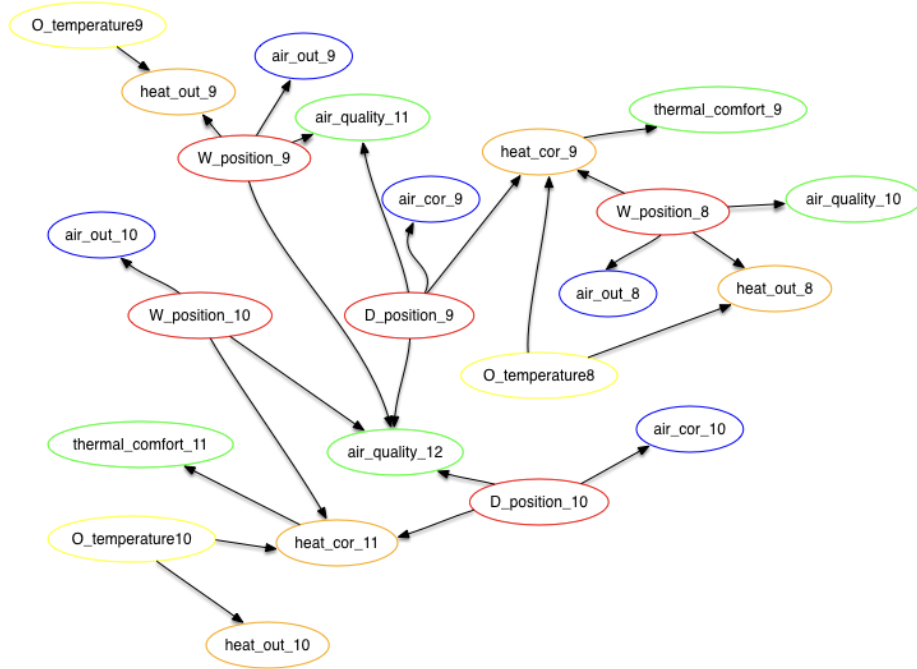 O_temperature9
air_out_9
heat_out_9
thermal_comfort_9
air_quality_11
heat_cor_9
W_position_9
air_cor_9
air_quality_10
W_position_8
air_out_10
heat_out_8
air_out_8
W_position_10
D_position_9
O_temperature8
air_cor_10
thermal_comfort_11
air_quality_12
D_position_10
O_temperature10
heat_cor_11
heat_out_10